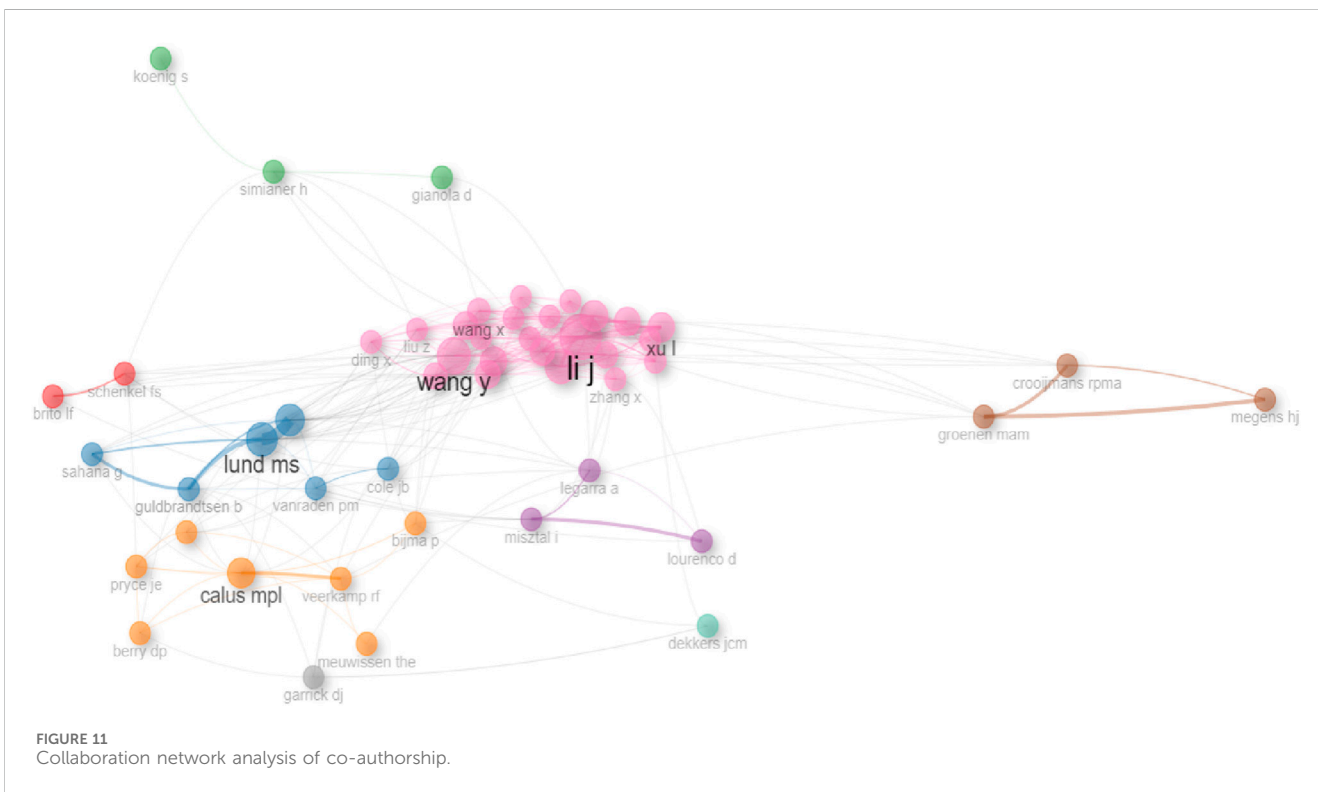 koenig s
simianer h
gianola d
wang x
liu z
ding x
xu l
li j
wang y
zhang x
schenkel fs
crooijmans rpma
brito lf
megens hj
groenen mam
lund ms
sahana g
cole jb
legarra a
guldbrandtsen b
vanraden pm
bijma p
misztal i
lourenco d
pryce je
calus mpl
veerkamp rf
dekkers jcm
berry dp
meuwissen the
garrick dj
FIGURE 11
Collaboration network analysis of co-authorship.